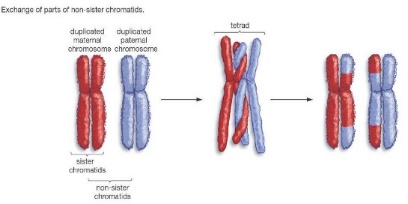 Exchange of parts of non-sister chromatids.
duplicated maternal chromosome
duplicated paternal chromosome
tetrad
sister chromatids
non-sister chromatids